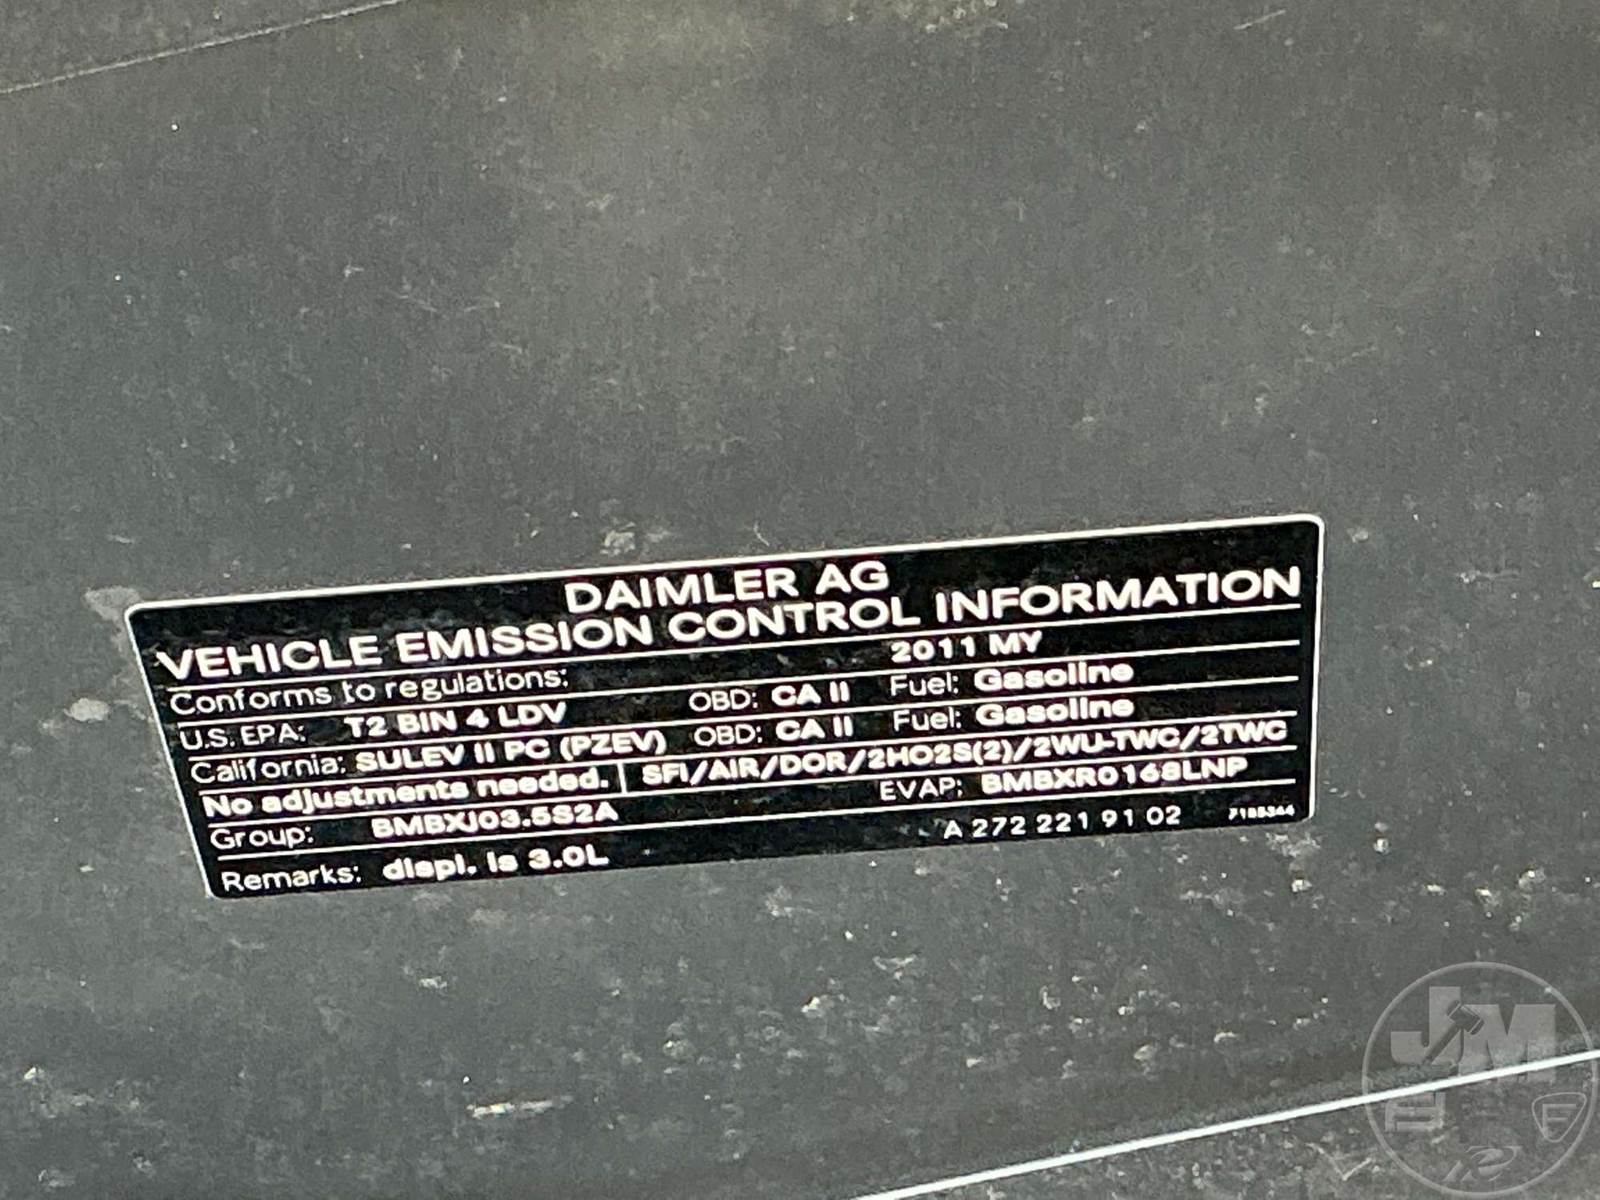 DAIMLER AG
VEHICLE EMISSION CONTROL INFORMATION
Conforms to regulations: 2011 MY
U.S. EPA: T2 BIN 4 LDV OBD: CA II Fuel: Gasoline
California: SULEV II PC (PZEV) OBD: CA II Fuel: Gasoline
No adjustments needed. SFI/AIR/DOR/2HO2S(2)/2WU-TWC/2TWC
Group: BMBXJ03.5S2A EVAP: BMBXR0168LNP
Remarks: displ. is 3.0L A 272 221 91 02 7185344
JM